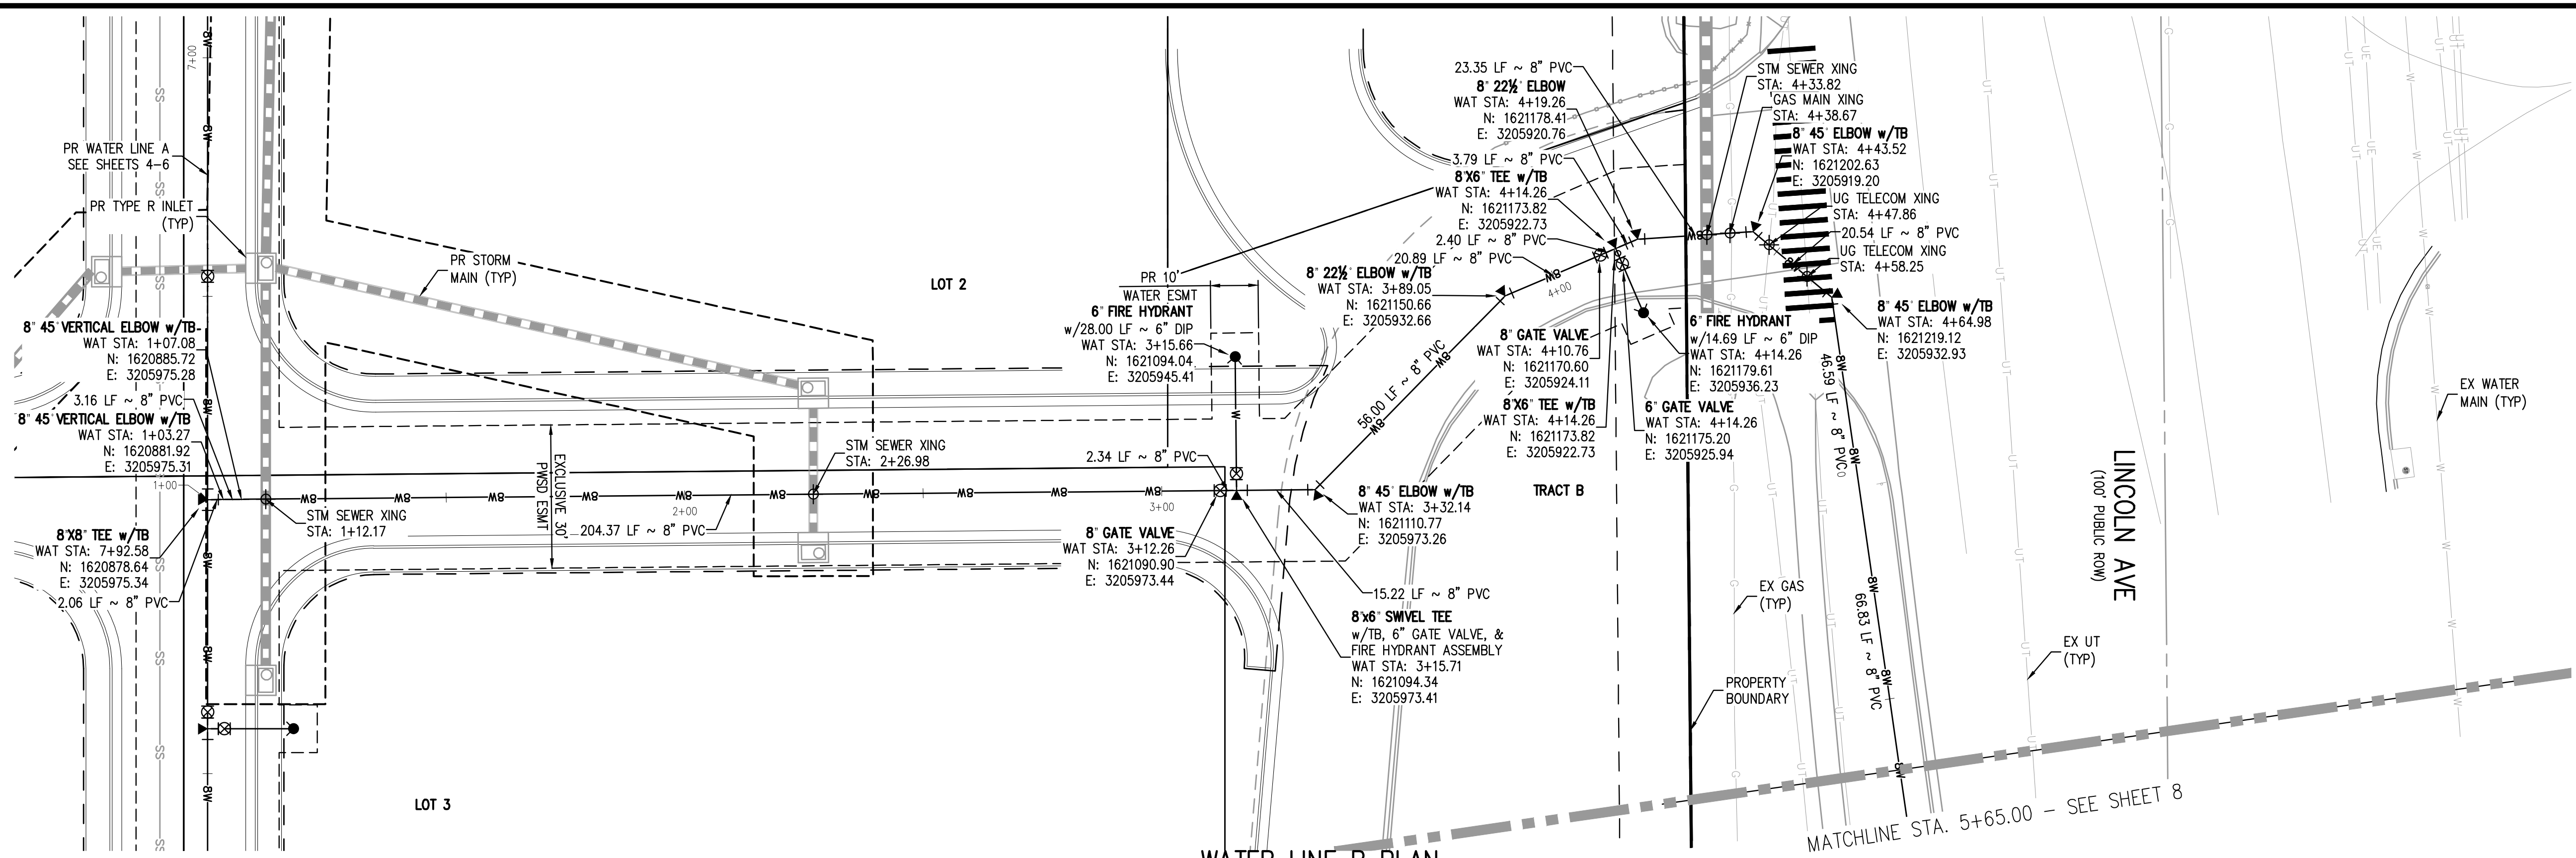 7+00
PR WATER LINE A
SEE SHEETS 4-6
PR TYPE R INLET
(TYP)
PR STORM
MAIN (TYP)
LOT 2
8" 45° VERTICAL ELBOW w/TB
WAT STA: 1+07.08
N: 1620885.72
E: 3205975.28
3.16 LF ~ 8" PVC
8" 45° VERTICAL ELBOW w/TB
WAT STA: 1+03.27
N: 1620881.92
E: 3205975.31
1+00
8"X8" TEE w/TB
WAT STA: 7+92.58
N: 1620878.64
E: 3205975.34
2.06 LF ~ 8" PVC
STM SEWER XING
STA: 1+12.17
EXCLUSIVE 30'
PWSD ESMT
204.37 LF ~ 8" PVC
2+00
STM SEWER XING
STA: 2+26.98
LOT 3
PR 10'
WATER ESMT
6" FIRE HYDRANT
w/28.00 LF ~ 6" DIP
WAT STA: 3+15.66
N: 1621094.04
E: 3205945.41
2.34 LF ~ 8" PVC
3+00
8" GATE VALVE
WAT STA: 3+12.26
N: 1621090.90
E: 3205973.44
8" 45° ELBOW w/TB
WAT STA: 3+32.14
N: 1621110.77
E: 3205973.26
15.22 LF ~ 8" PVC
8"x6" SWIVEL TEE
w/TB, 6" GATE VALVE, &
FIRE HYDRANT ASSEMBLY
WAT STA: 3+15.71
N: 1621094.34
E: 3205973.41
TRACT B
56.00 LF ~ 8" PVC
23.35 LF ~ 8" PVC
8" 22½° ELBOW
WAT STA: 4+19.26
N: 1621178.41
E: 3205920.76
3.79 LF ~ 8" PVC
8"X6" TEE w/TB
WAT STA: 4+14.26
N: 1621173.82
E: 3205922.73
2.40 LF ~ 8" PVC
20.89 LF ~ 8" PVC
8" 22½° ELBOW w/TB
WAT STA: 3+89.05
N: 1621150.66
E: 3205932.66
4+00
8" GATE VALVE
WAT STA: 4+10.76
N: 1621170.60
E: 3205924.11
8"X6" TEE w/TB
WAT STA: 4+14.26
N: 1621173.82
E: 3205922.73
6" GATE VALVE
WAT STA: 4+14.26
N: 1621175.20
E: 3205925.94
6" FIRE HYDRANT
w/14.69 LF ~ 6" DIP
WAT STA: 4+14.26
N: 1621179.61
E: 3205936.23
STM SEWER XING
STA: 4+33.82
GAS MAIN XING
STA: 4+38.67
8" 45° ELBOW w/TB
WAT STA: 4+43.52
N: 1621202.63
E: 3205919.20
UG TELECOM XING
STA: 4+47.86
20.54 LF ~ 8" PVC
UG TELECOM XING
STA: 4+58.25
8" 45° ELBOW w/TB
WAT STA: 4+64.98
N: 1621219.12
E: 3205932.93
46.59 LF ~ 8" PVC
66.83 LF ~ 8" PVC
EX GAS
(TYP)
PROPERTY
BOUNDARY
EX UT
(TYP)
LINCOLN AVE
(100' PUBLIC ROW)
EX WATER
MAIN (TYP)
MATCHLINE STA. 5+65.00 - SEE SHEET 8
WATER LINE B PLAN